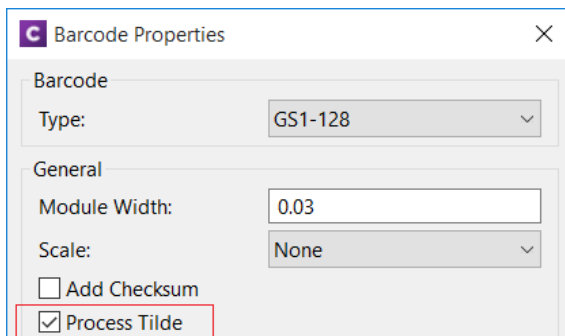 C Barcode Properties
Barcode
Type: GS1-128
General
Module Width: 0.03
Scale: None
Add Checksum
Process Tilde